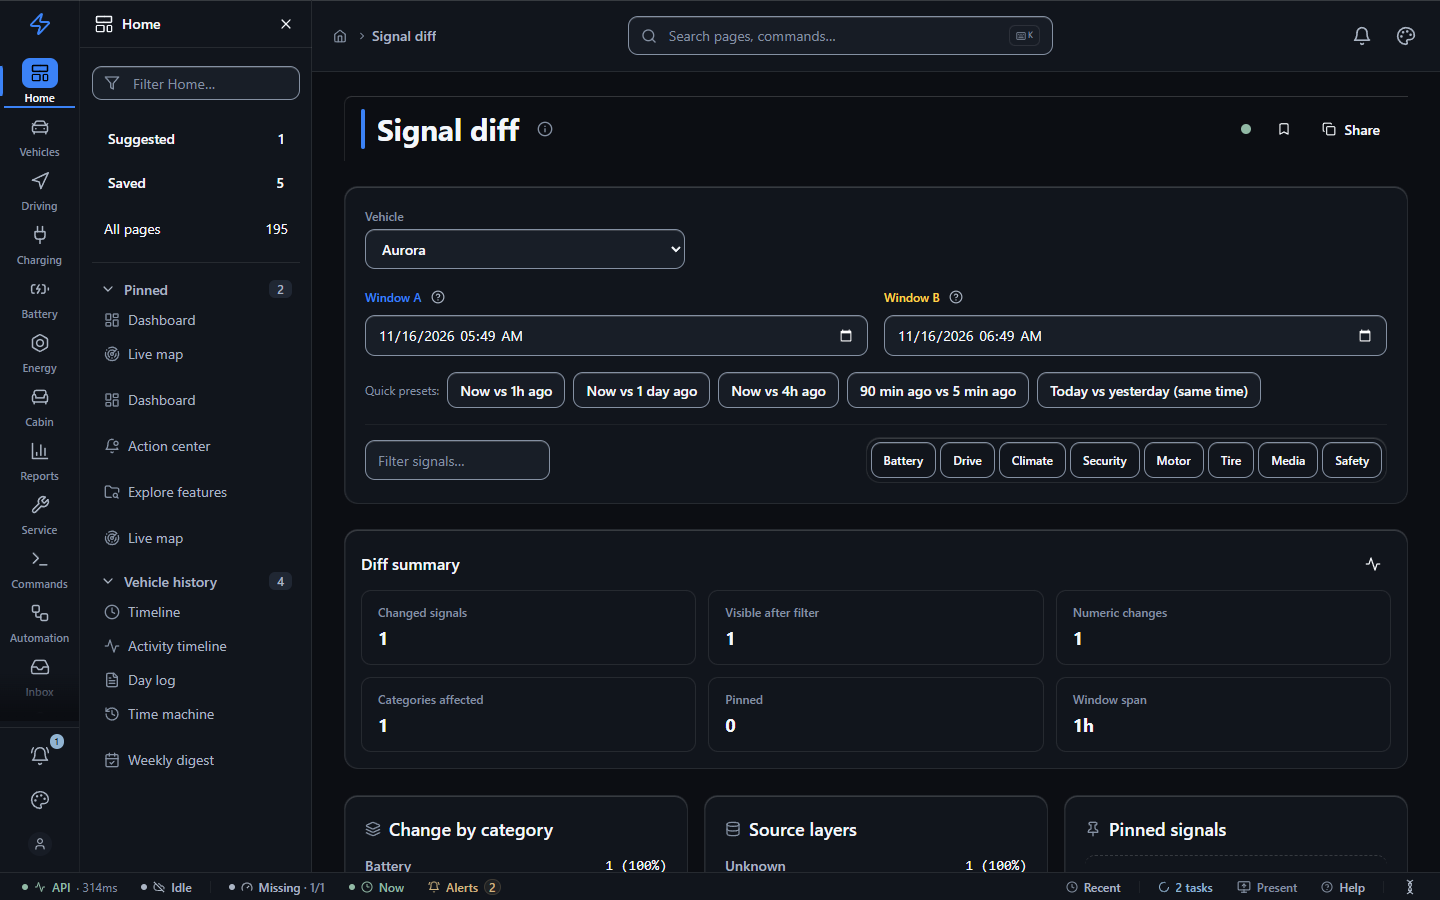 Home
Vehicles
Driving
Charging
Battery
Energy
Cabin
Reports
Service
Commands
Automation
Inbox
1
Home
Filter Home...
Suggested 1
Saved 5
All pages 195
Pinned 2
Dashboard
Live map
Dashboard
Action center
Explore features
Live map
Vehicle history 4
Timeline
Activity timeline
Day log
Time machine
Weekly digest
Signal diff
Search pages, commands...
K
Signal diff
Share
Vehicle
Aurora
Window A
Window B
11/16/2026 05:49 AM
11/16/2026 06:49 AM
Quick presets: Now vs 1h ago Now vs 1 day ago Now vs 4h ago 90 min ago vs 5 min ago Today vs yesterday (same time)
Filter signals...
Battery Drive Climate Security Motor Tire Media Safety
Diff summary
Changed signals
1
Visible after filter
1
Numeric changes
1
Categories affected
1
Pinned
0
Window span
1h
Change by category
Battery 1 (100%)
Source layers
Unknown 1 (100%)
Pinned signals
API · 314ms Idle Missing · 1/1 Now Alerts 2 Recent 2 tasks Present Help